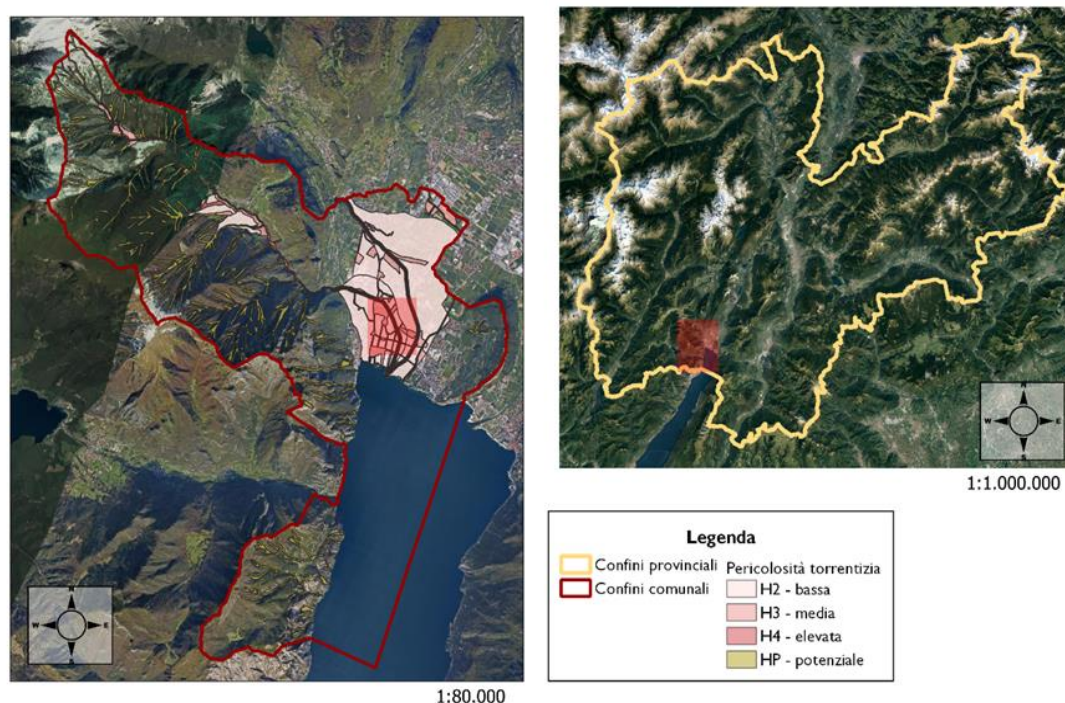 N
W
E
S
1:80.000
N
W
E
S
1:1.000.000
Legenda
Confini provinciali
Confini comunali
Pericolosità torrentizia
H2 - bassa
H3 - media
H4 - elevata
HP - potenziale